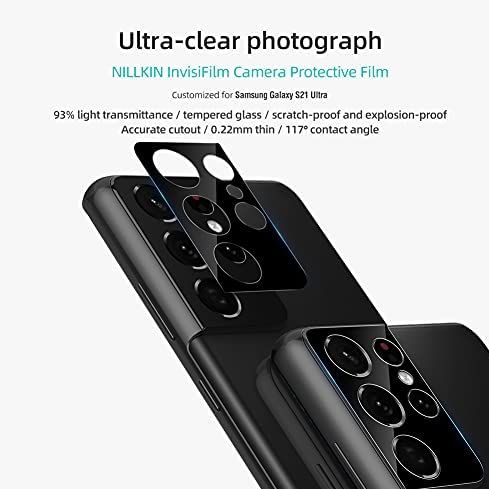 Ultra-clear photograph
NILLKIN InvisiFilm Camera Protective Film
Customized for Samsung Galaxy S21 Ultra
93% light transmittance / tempered glass / scratch-proof and explosion-proof
Accurate cutout / 0.22mm thin / 117° contact angle